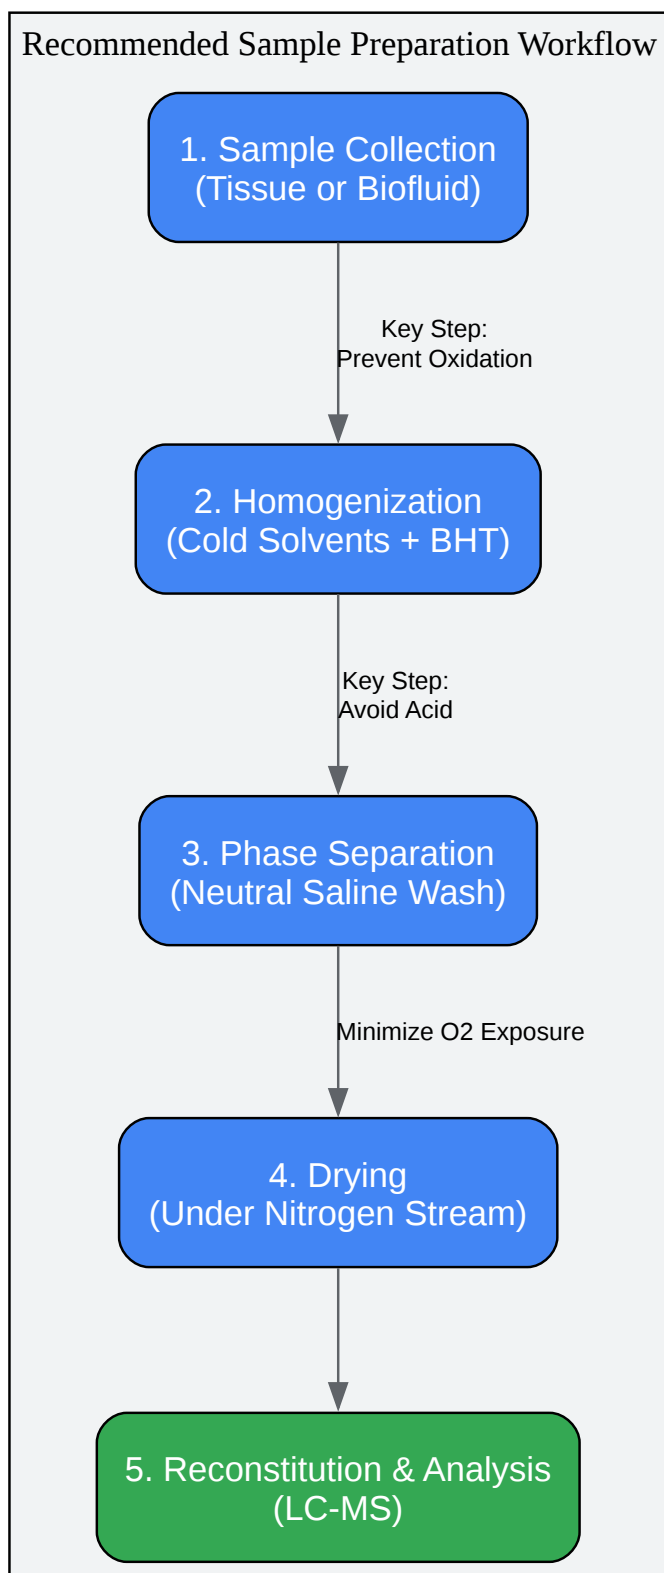 Recommended Sample Preparation Workflow
1. Sample Collection
(Tissue or Biofluid)
Key Step:
Prevent Oxidation
2. Homogenization
(Cold Solvents + BHT)
Key Step:
Avoid Acid
3. Phase Separation
(Neutral Saline Wash)
Minimize O2 Exposure
4. Drying
(Under Nitrogen Stream)
5. Reconstitution & Analysis
(LC-MS)